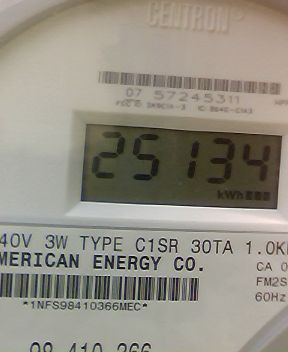 CENTRON®
07 57245311
25134
kWh
40V 3W TYPE C1SR 30TA 1.0K
MERICAN ENERGY CO.
CA 0
FM2S
60Hz
*1NFS98410366MEC*
98 410 366